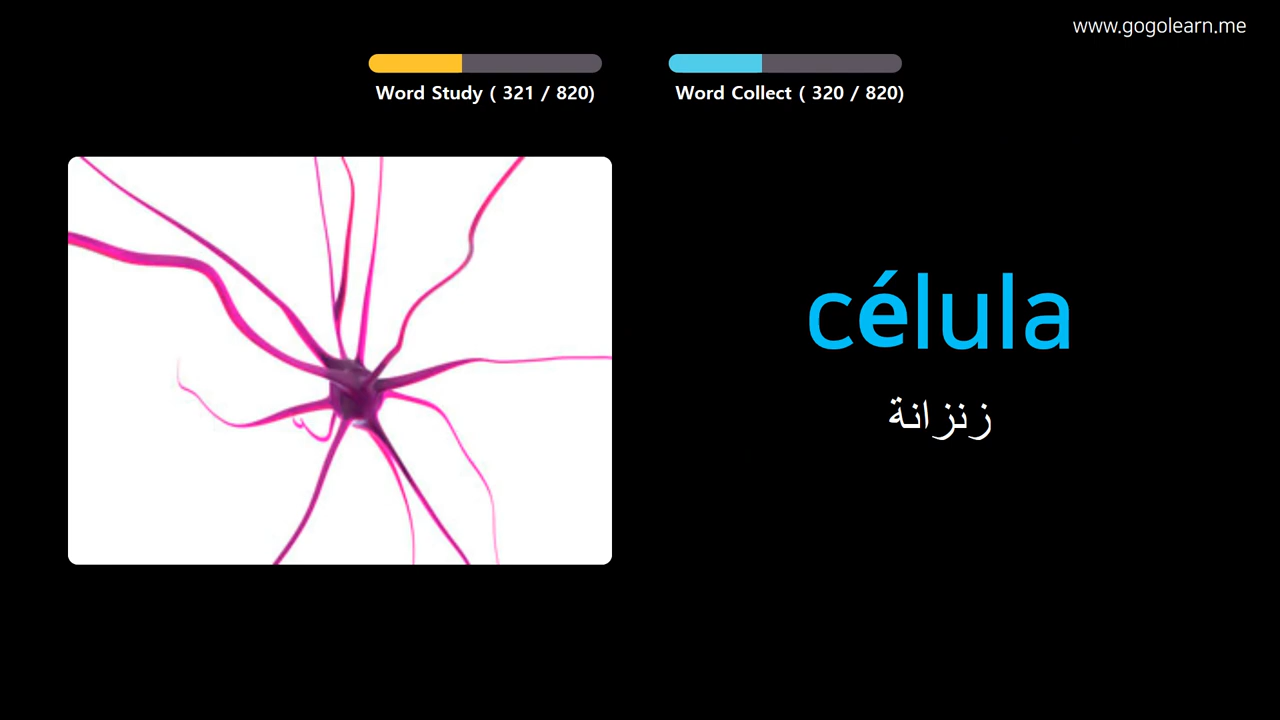 www.gogolearn.me
Word Study ( 321 / 820)
Word Collect ( 320 / 820)
célula
زنزانة